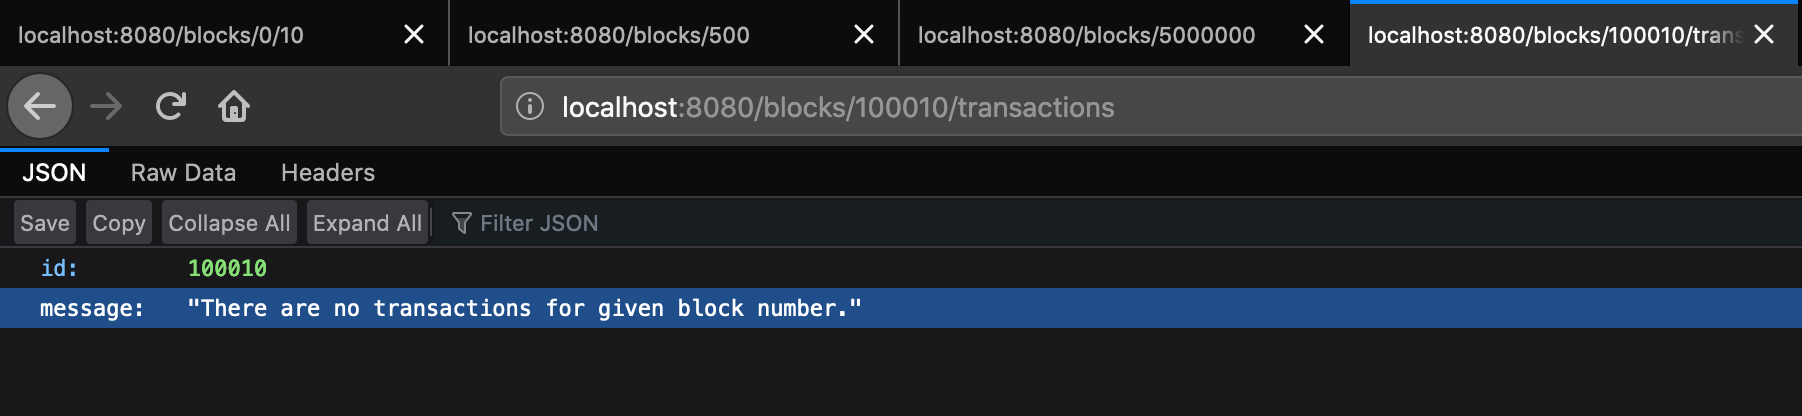 localhost:8080/blocks/0/10
localhost:8080/blocks/500
localhost:8080/blocks/5000000
localhost:8080/blocks/100010/trans
localhost:8080/blocks/100010/transactions
JSON Raw Data Headers
Save Copy Collapse All Expand All Filter JSON
id: 100010
message: "There are no transactions for given block number."